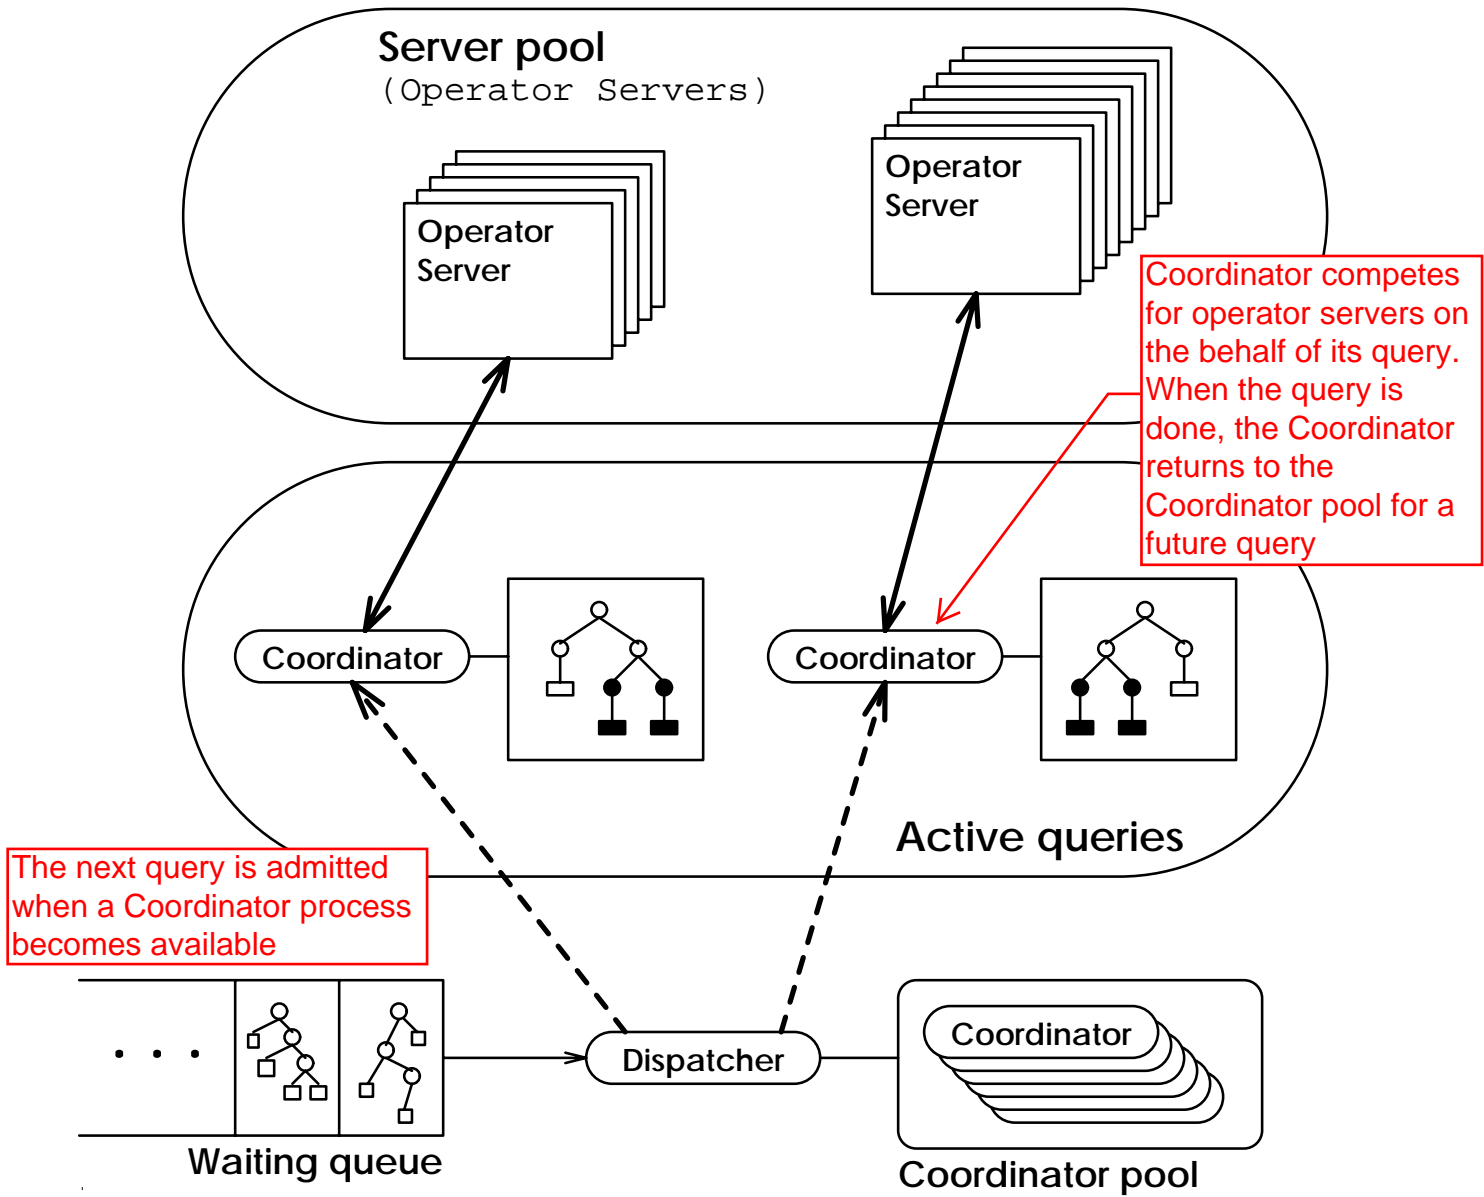 Server pool
(Operator Servers)
Operator
Server
Operator
Server
Coordinator competes
for operator servers on
the behalf of its query.
When the query is
done, the Coordinator
returns to the
Coordinator pool for a
future query
Coordinator
Coordinator
Active queries
The next query is admitted
when a Coordinator process
becomes available
. . .
Dispatcher
Coordinator
Waiting queue
Coordinator pool